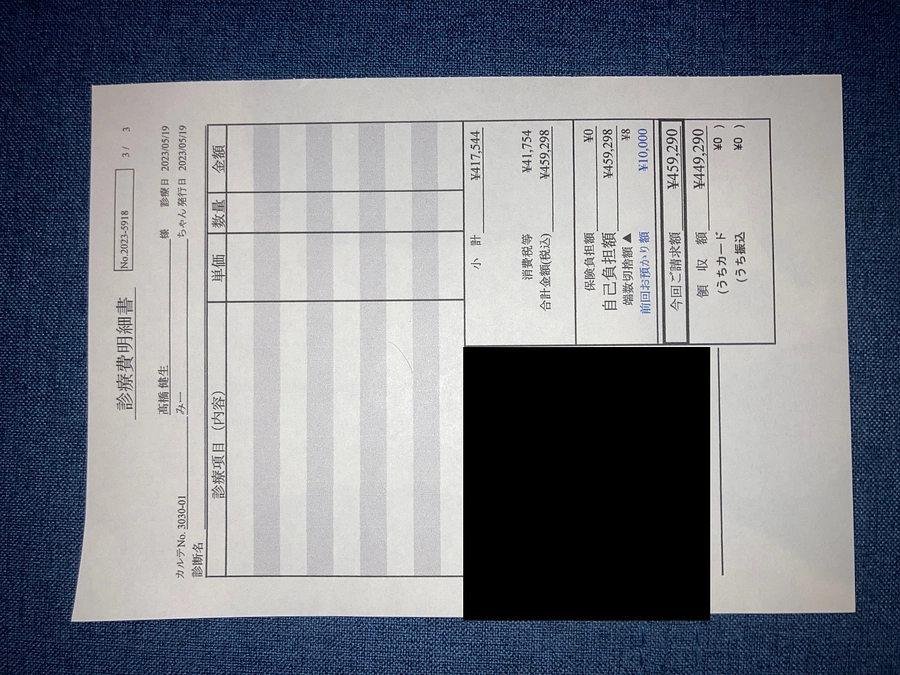 診療費明細書
No.2023-5918
3 / 3
髙橋 健生 様 診療日 2023/05/19
カルテNo. 3030-01 みー ちゃん 発行日 2023/05/19
診断名
診療項目（内容） 単価 数量 金額
小 計 ¥417,544
消費税等 ¥41,754
合計金額(税込) ¥459,298
保険負担額 ¥0
自己負担額 ¥459,298
端数切捨額 ▲ ¥8
前回お預かり額 ¥10,000
今回ご請求額 ¥459,290
領 収 額 ¥449,290
(うちカード ¥0 )
(うち振込 ¥0 )